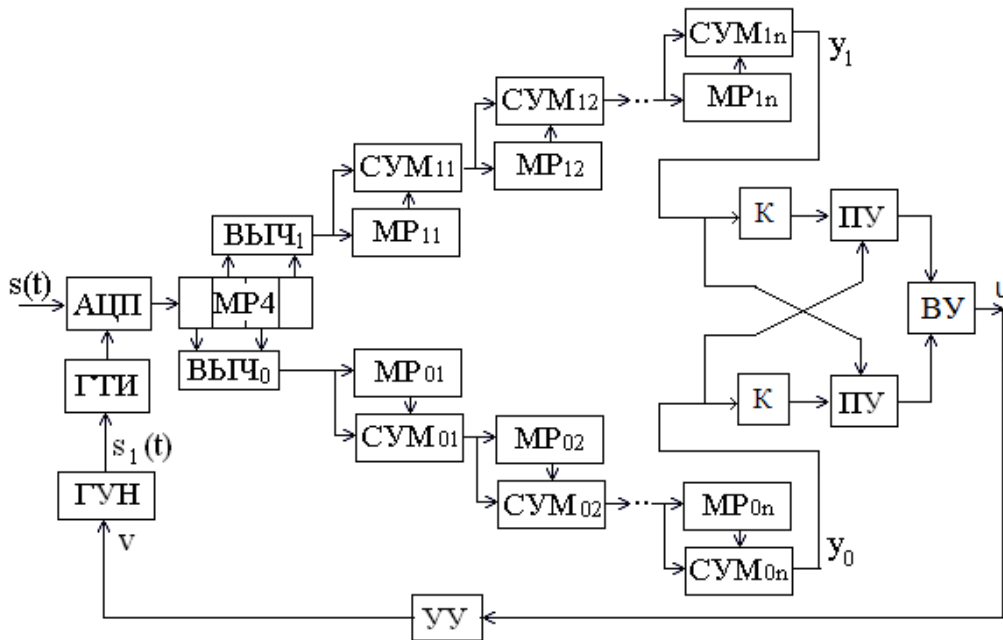 СУМ1n
y1
МР1n
СУМ12
МР12
СУМ11
МР11
ВЫЧ1
К
ПУ
s(t)
АЦП
МР4
ВУ
u
ВЫЧ0
ГТИ
МР01
К
ПУ
СУМ01
МР02
s1(t)
ГУН
СУМ02
МР0n
v
СУМ0n
y0
УУ